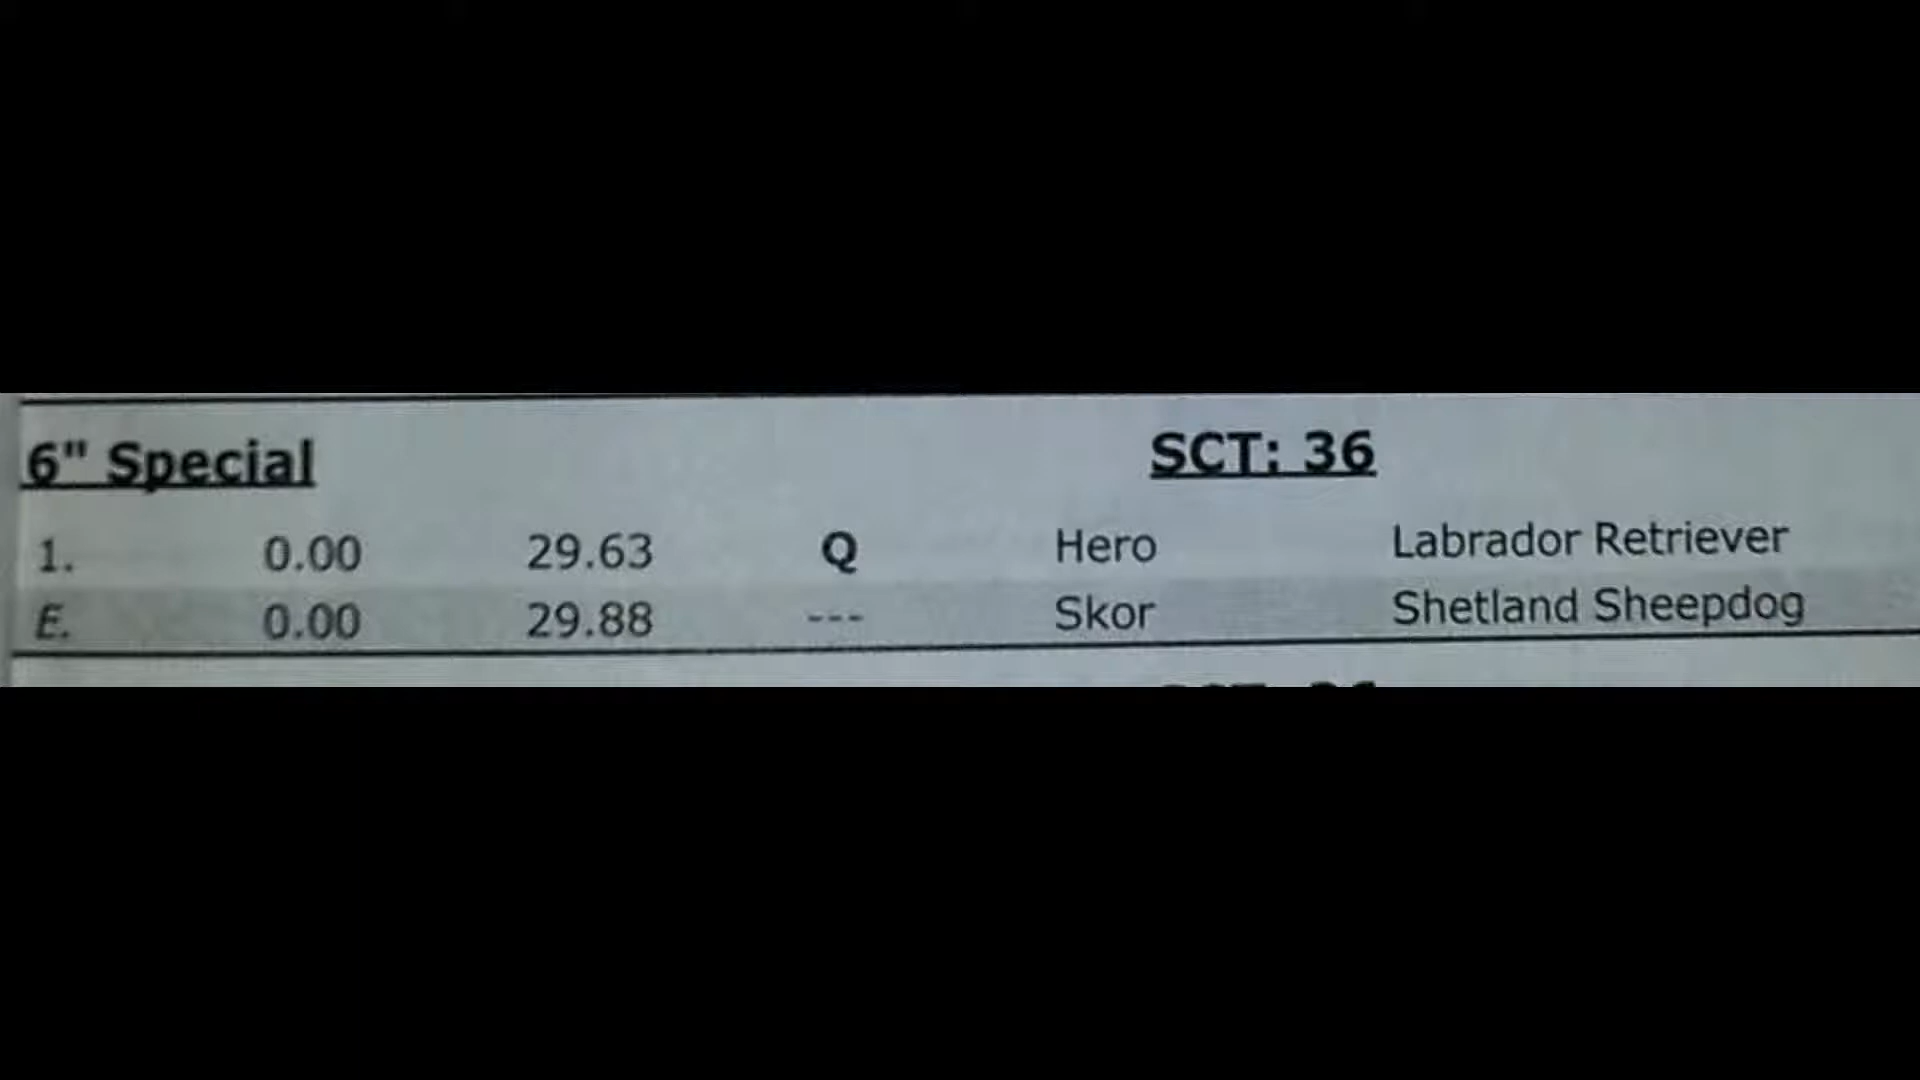 6" Special SCT: 36
1. 0.00 29.63 Q Hero Labrador Retriever
E. 0.00 29.88 --- Skor Shetland Sheepdog